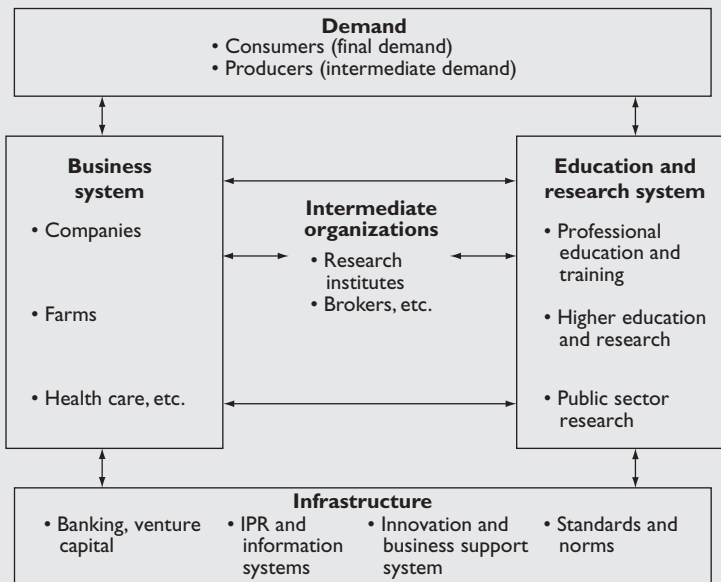 Demand
• Consumers (final demand)
• Producers (intermediate demand)
Business
system
• Companies
• Farms
• Health care, etc.
Intermediate
organizations
• Research
institutes
• Brokers, etc.
Education and
research system
• Professional
education and
training
• Higher education
and research
• Public sector
research
Infrastructure
• Banking, venture
capital
• IPR and
information
systems
• Innovation and
business support
system
• Standards and
norms